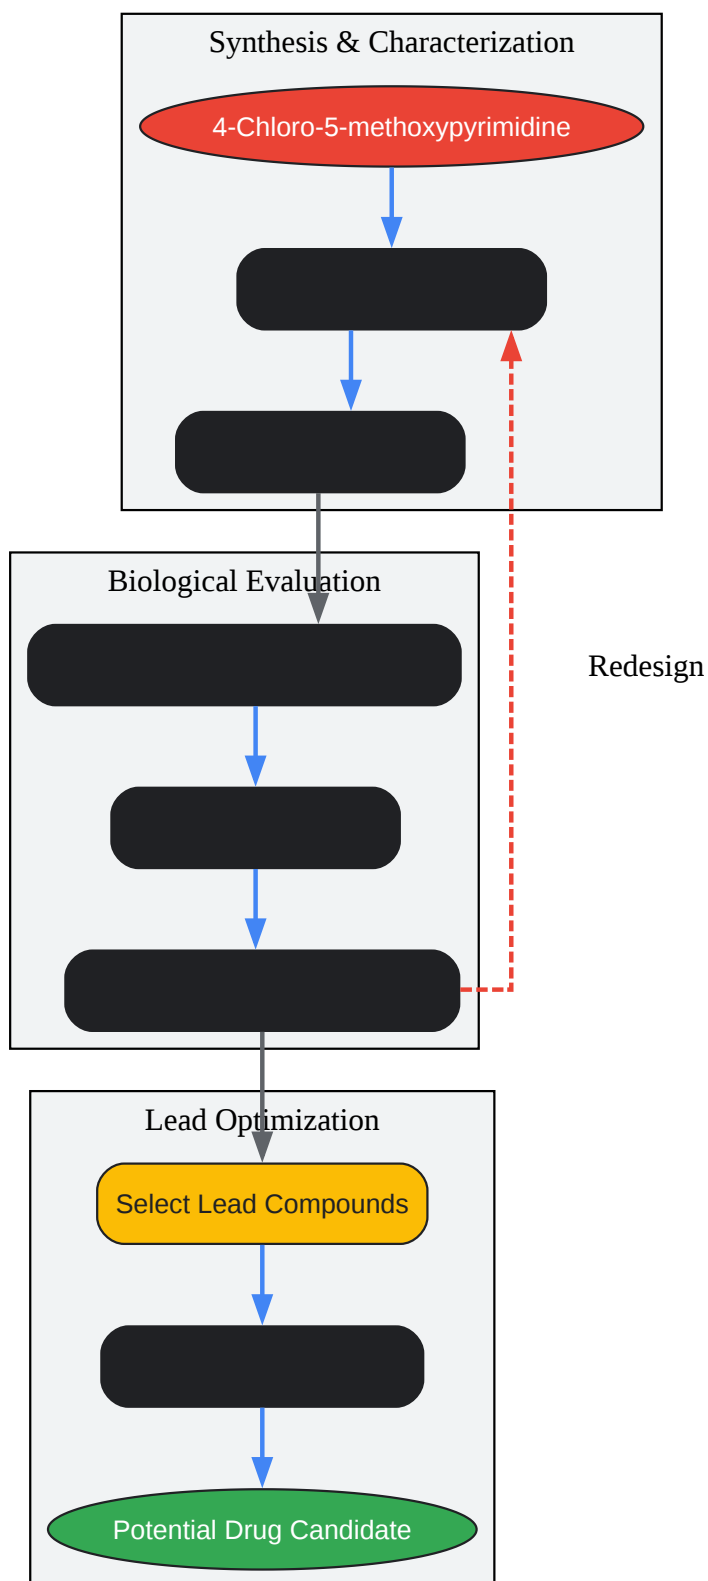 Synthesis & Characterization
4-Chloro-5-methoxypyrimidine
Biological Evaluation
Redesign
Lead Optimization
Select Lead Compounds
Potential Drug Candidate